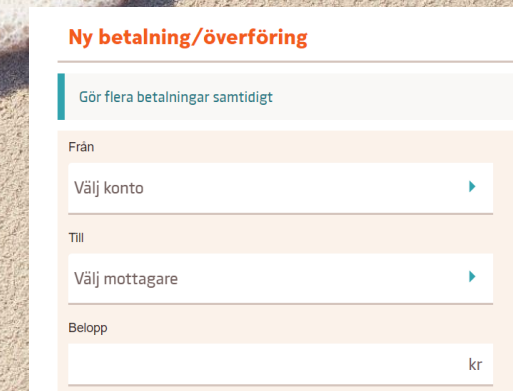 Ny betalning/överföring
Gör flera betalningar samtidigt
Från
Välj konto
Till
Välj mottagare
Belopp
kr